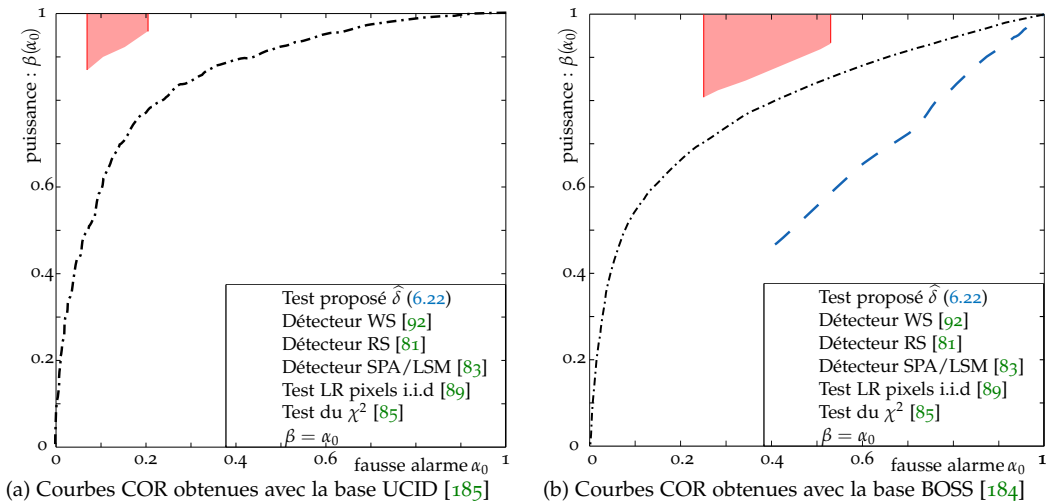 1
0.6
0.4
0.2
0
puissance : β(α₀)
0
0.2
0.4
0.6
0.8
1
fausse alarme α₀
Test proposé δ̂ (6.22)
Détecteur WS [92]
Détecteur RS [81]
Détecteur SPA/LSM [83]
Test LR pixels i.i.d [89]
Test du χ² [85]
β = α₀
(a) Courbes COR obtenues avec la base UCID [185]
1
0.6
0.4
0.2
0
puissance : β(α₀)
0
0.2
0.4
0.6
0.8
1
fausse alarme α₀
Test proposé δ̂ (6.22)
Détecteur WS [92]
Détecteur RS [81]
Détecteur SPA/LSM [83]
Test LR pixels i.i.d [89]
Test du χ² [85]
β = α₀
(b) Courbes COR obtenues avec la base BOSS [184]